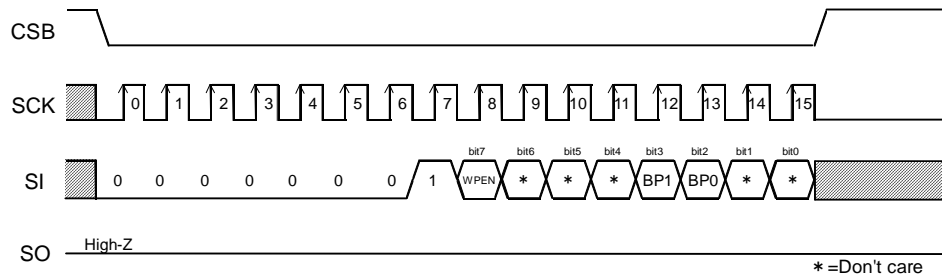 CSB
SCK 0 1 2 3 4 5 6 7 8 9 10 11 12 13 14 15
bit7 bit6 bit5 bit4 bit3 bit2 bit1 bit0
SI 0 0 0 0 0 0 0 1 WPEN * * * BP1 BP0 * *
SO High-Z
*=Don't care